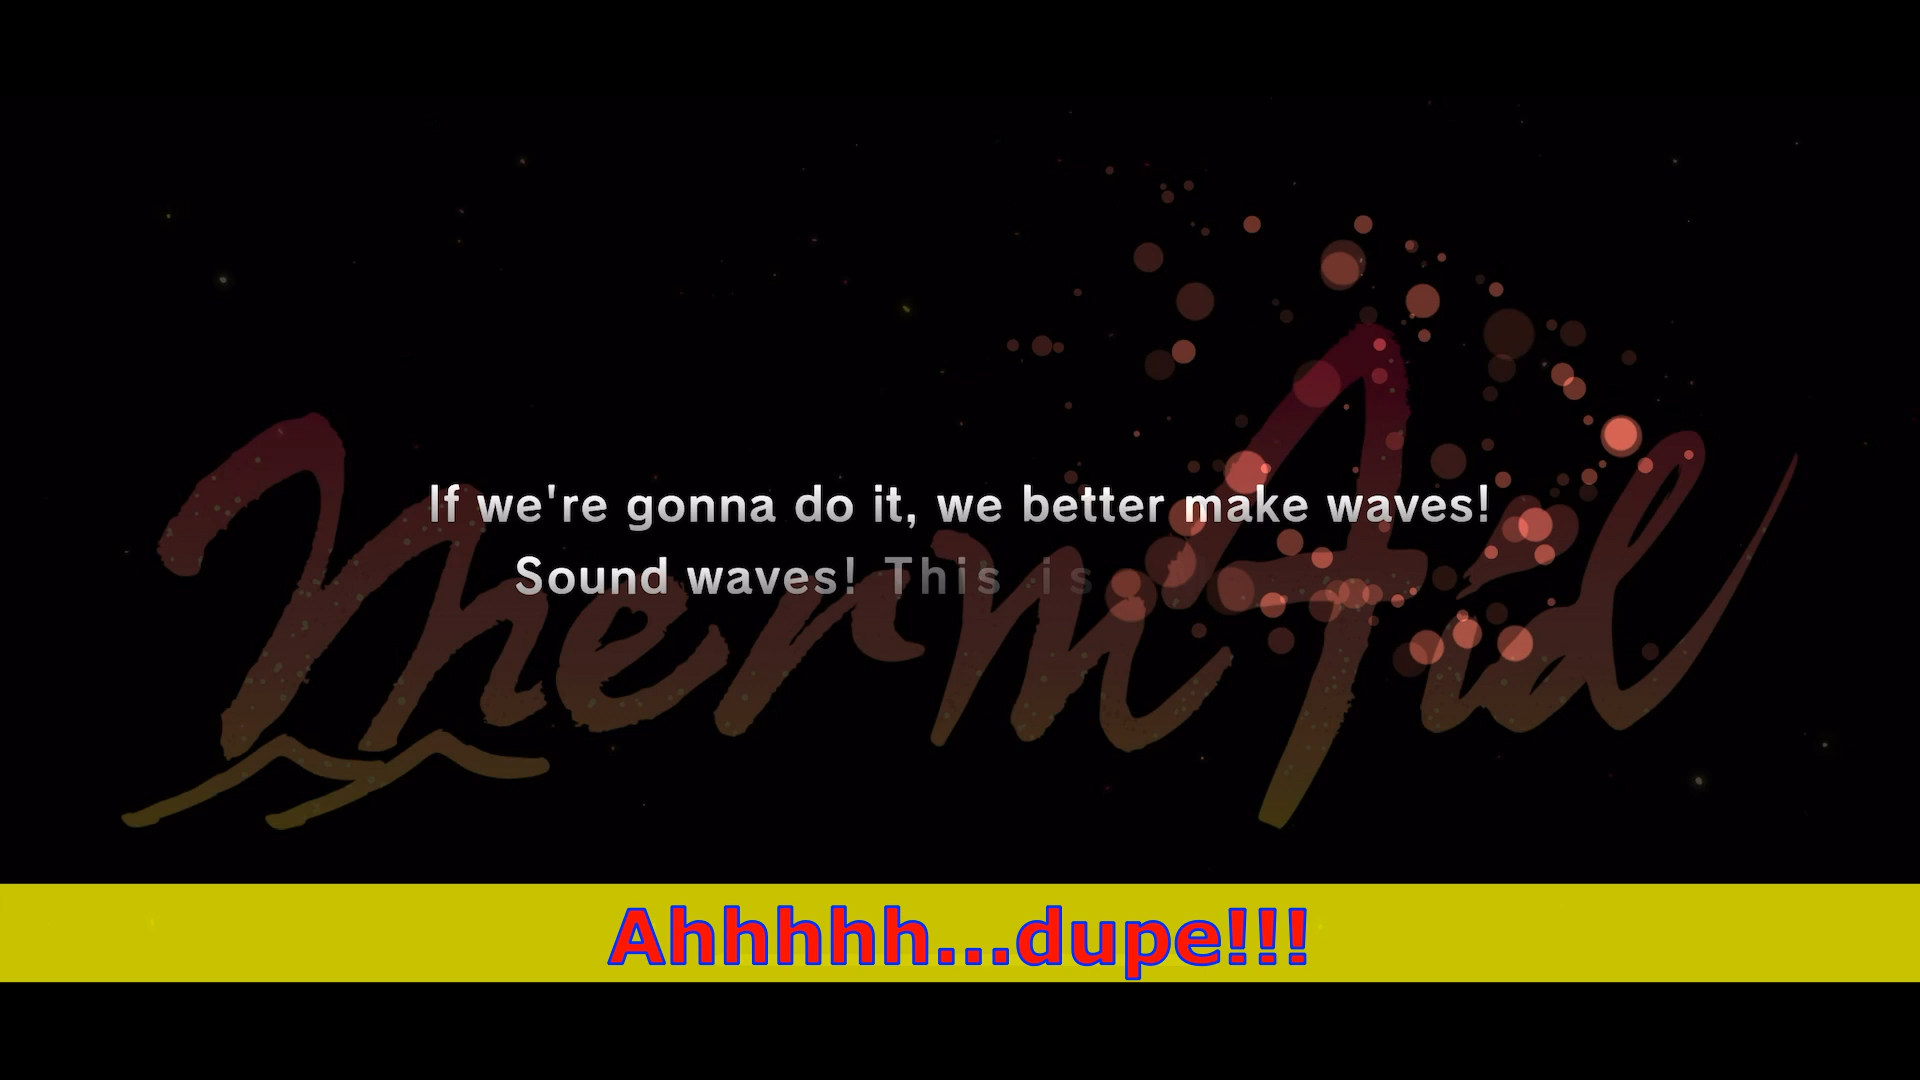 If we're gonna do it, we better make waves!
Sound waves! This is
MermAid
Ahhhhh...dupe!!!